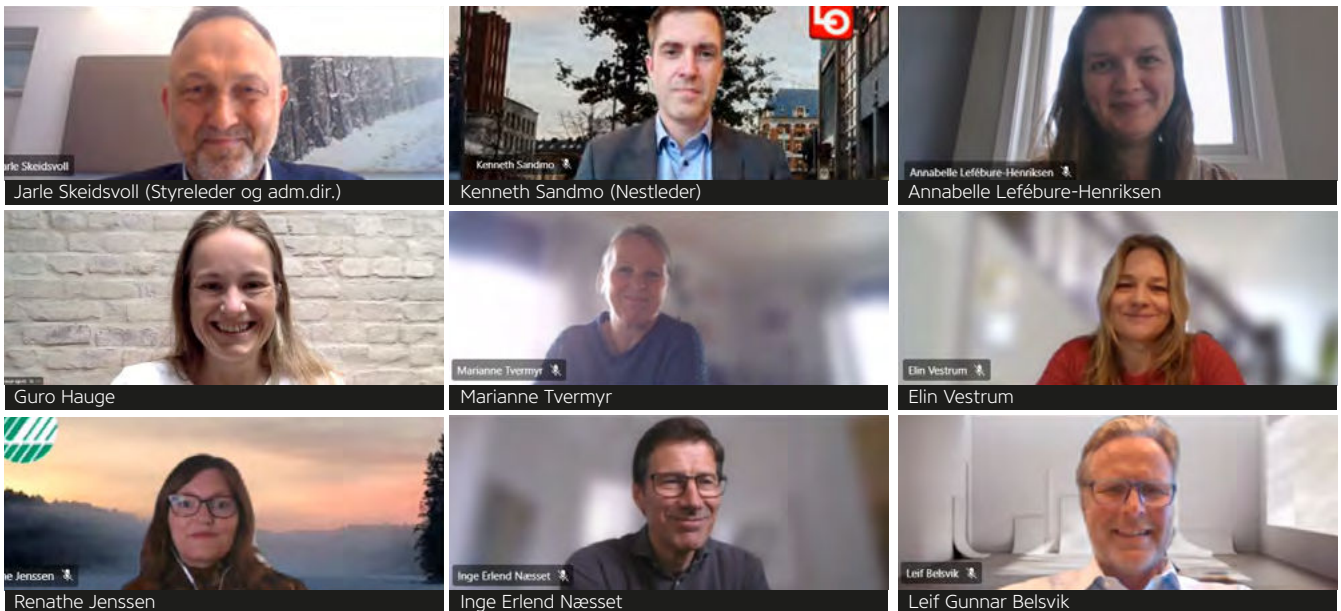 LO
arle Skeidsvoll
Jarle Skeidsvoll (Styreleder og adm.dir.)
Kenneth Sandmo
Kenneth Sandmo (Nestleder)
Annabelle Lefébure-Henriksen
Annabelle Lefébure-Henriksen
Guro Hauge
Marianne Tvermyr
Marianne Tvermyr
Elin Vestrum
Elin Vestrum
ne Jenssen
Renathe Jenssen
Inge Erlend Næsset
Inge Erlend Næsset
Leif Belsvik
Leif Gunnar Belsvik